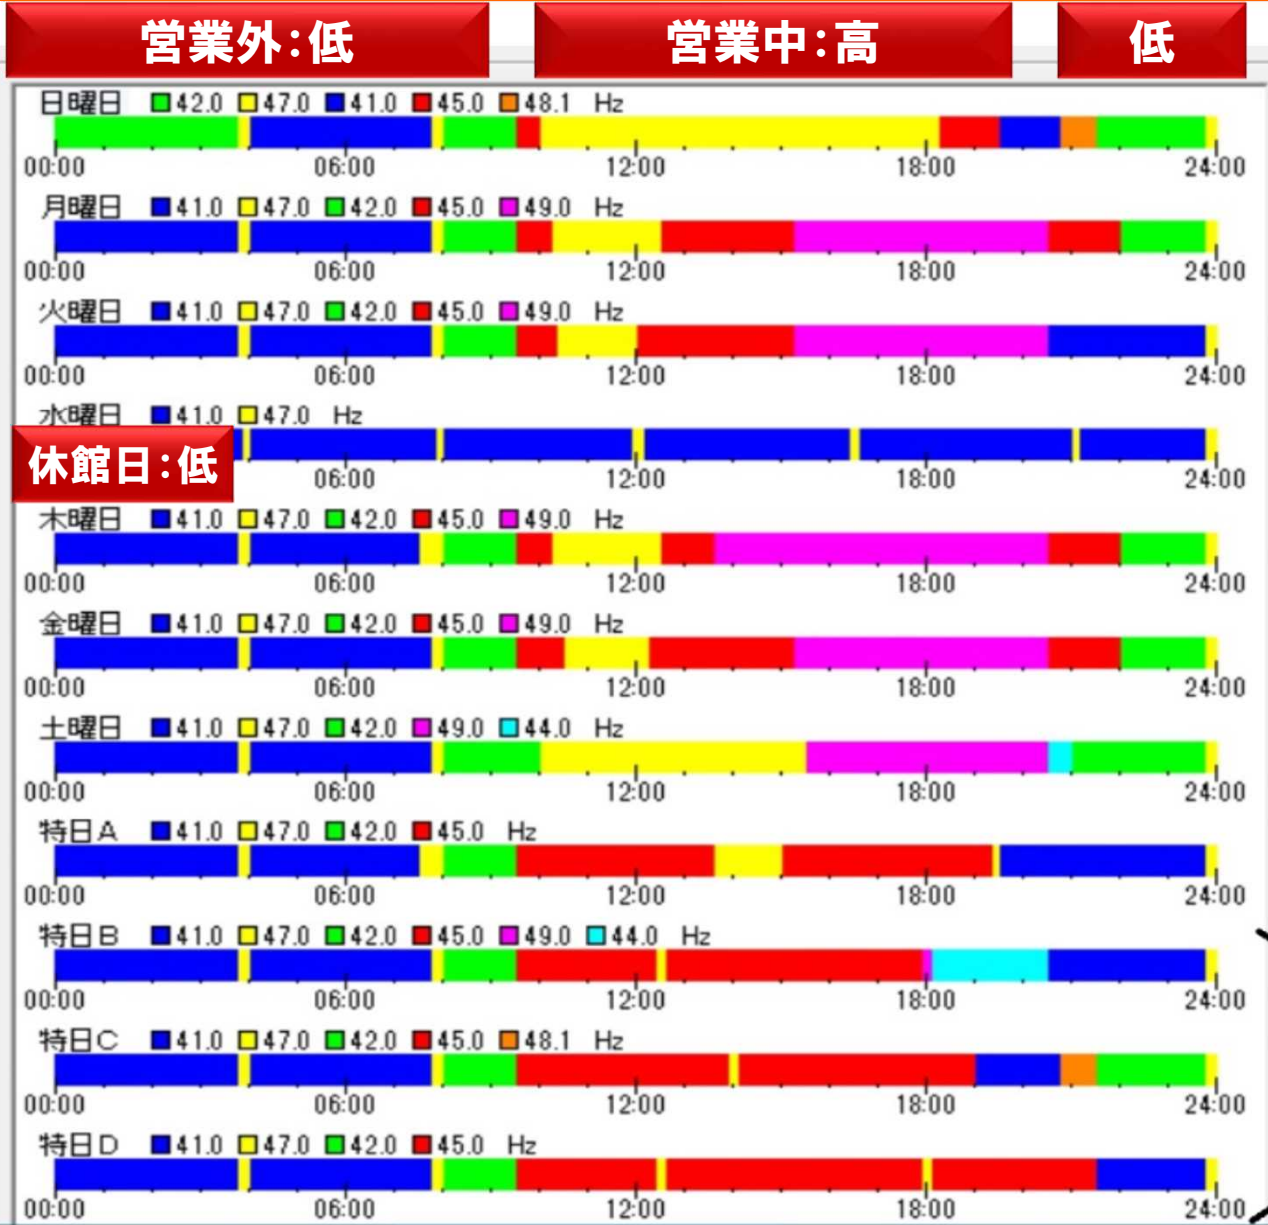 営業外：低 営業中：高 低
日曜日 42.0 47.0 41.0 45.0 48.1 Hz
00:00 06:00 12:00 18:00 24:00
月曜日 41.0 47.0 42.0 45.0 49.0 Hz
00:00 06:00 12:00 18:00 24:00
火曜日 41.0 47.0 42.0 45.0 49.0 Hz
00:00 06:00 12:00 18:00 24:00
水曜日 41.0 47.0 Hz
休館日：低 06:00 12:00 18:00 24:00
木曜日 41.0 47.0 42.0 45.0 49.0 Hz
00:00 06:00 12:00 18:00 24:00
金曜日 41.0 47.0 42.0 45.0 49.0 Hz
00:00 06:00 12:00 18:00 24:00
土曜日 41.0 47.0 42.0 49.0 44.0 Hz
00:00 06:00 12:00 18:00 24:00
特日A 41.0 47.0 42.0 45.0 Hz
00:00 06:00 12:00 18:00 24:00
特日B 41.0 47.0 42.0 45.0 49.0 44.0 Hz
00:00 06:00 12:00 18:00 24:00
特日C 41.0 47.0 42.0 45.0 48.1 Hz
00:00 06:00 12:00 18:00 24:00
特日D 41.0 47.0 42.0 45.0 Hz
00:00 06:00 12:00 18:00 24:00